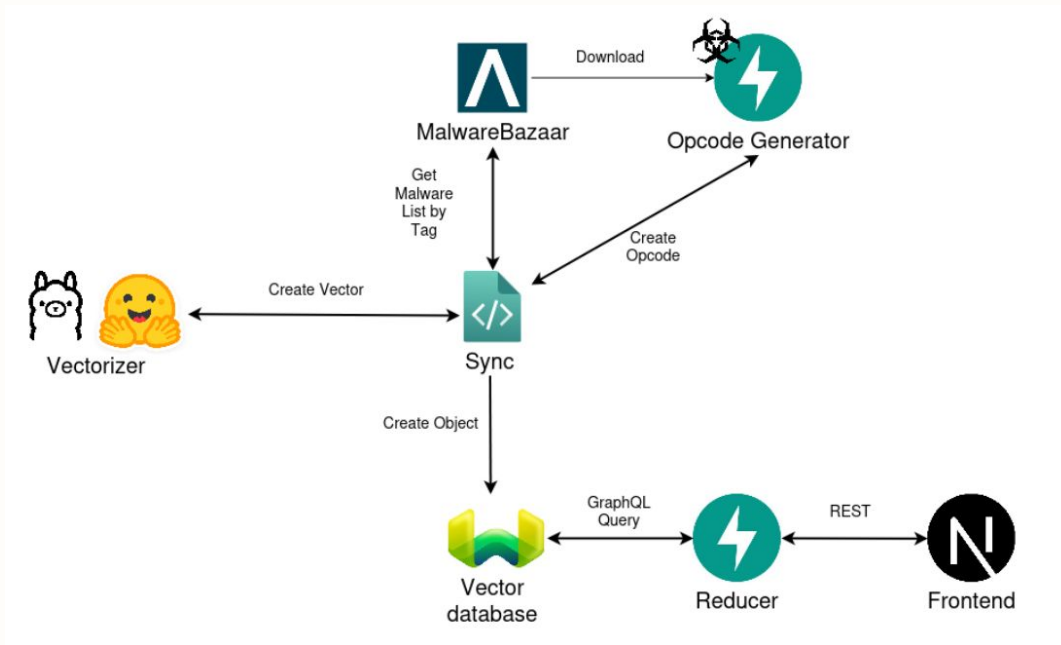 Download
MalwareBazaar
Opcode Generator
Get
Malware
List by
Tag
Create
Opcode
Create Vector
</>
Vectorizer
Sync
Create Object
GraphQL
Query
REST
Vector
database
Reducer
Frontend